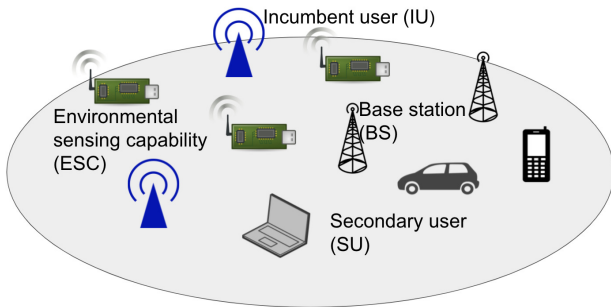 Incumbent user (IU)
Environmental
sensing capability
(ESC)
Base station
(BS)
Secondary user
(SU)